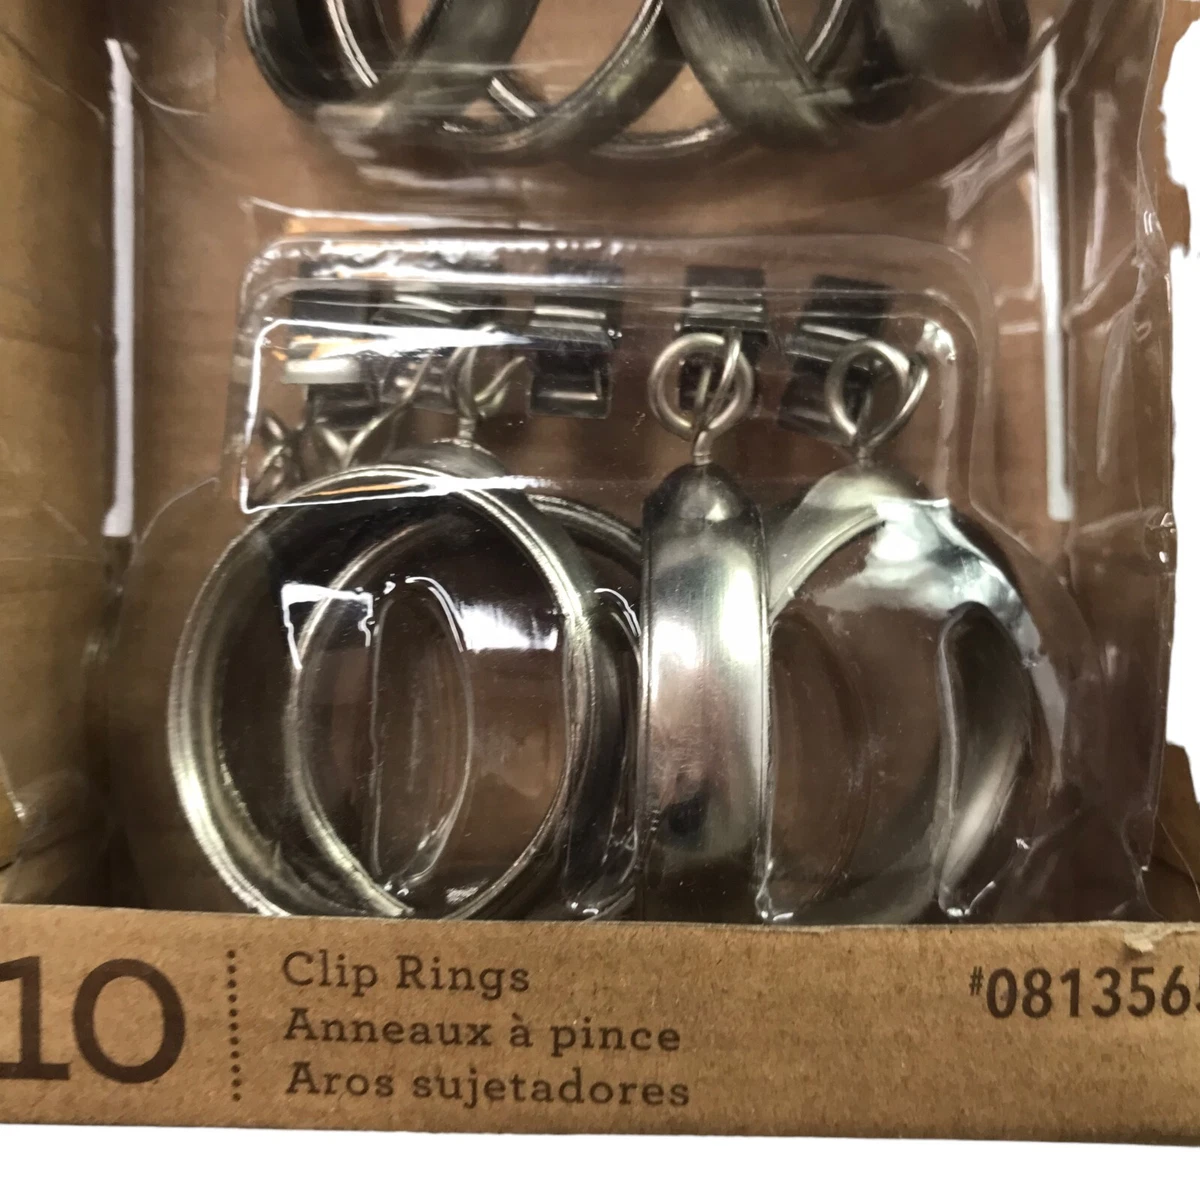 10
Clip Rings
Anneaux à pince
Aros sujetadores
#081356